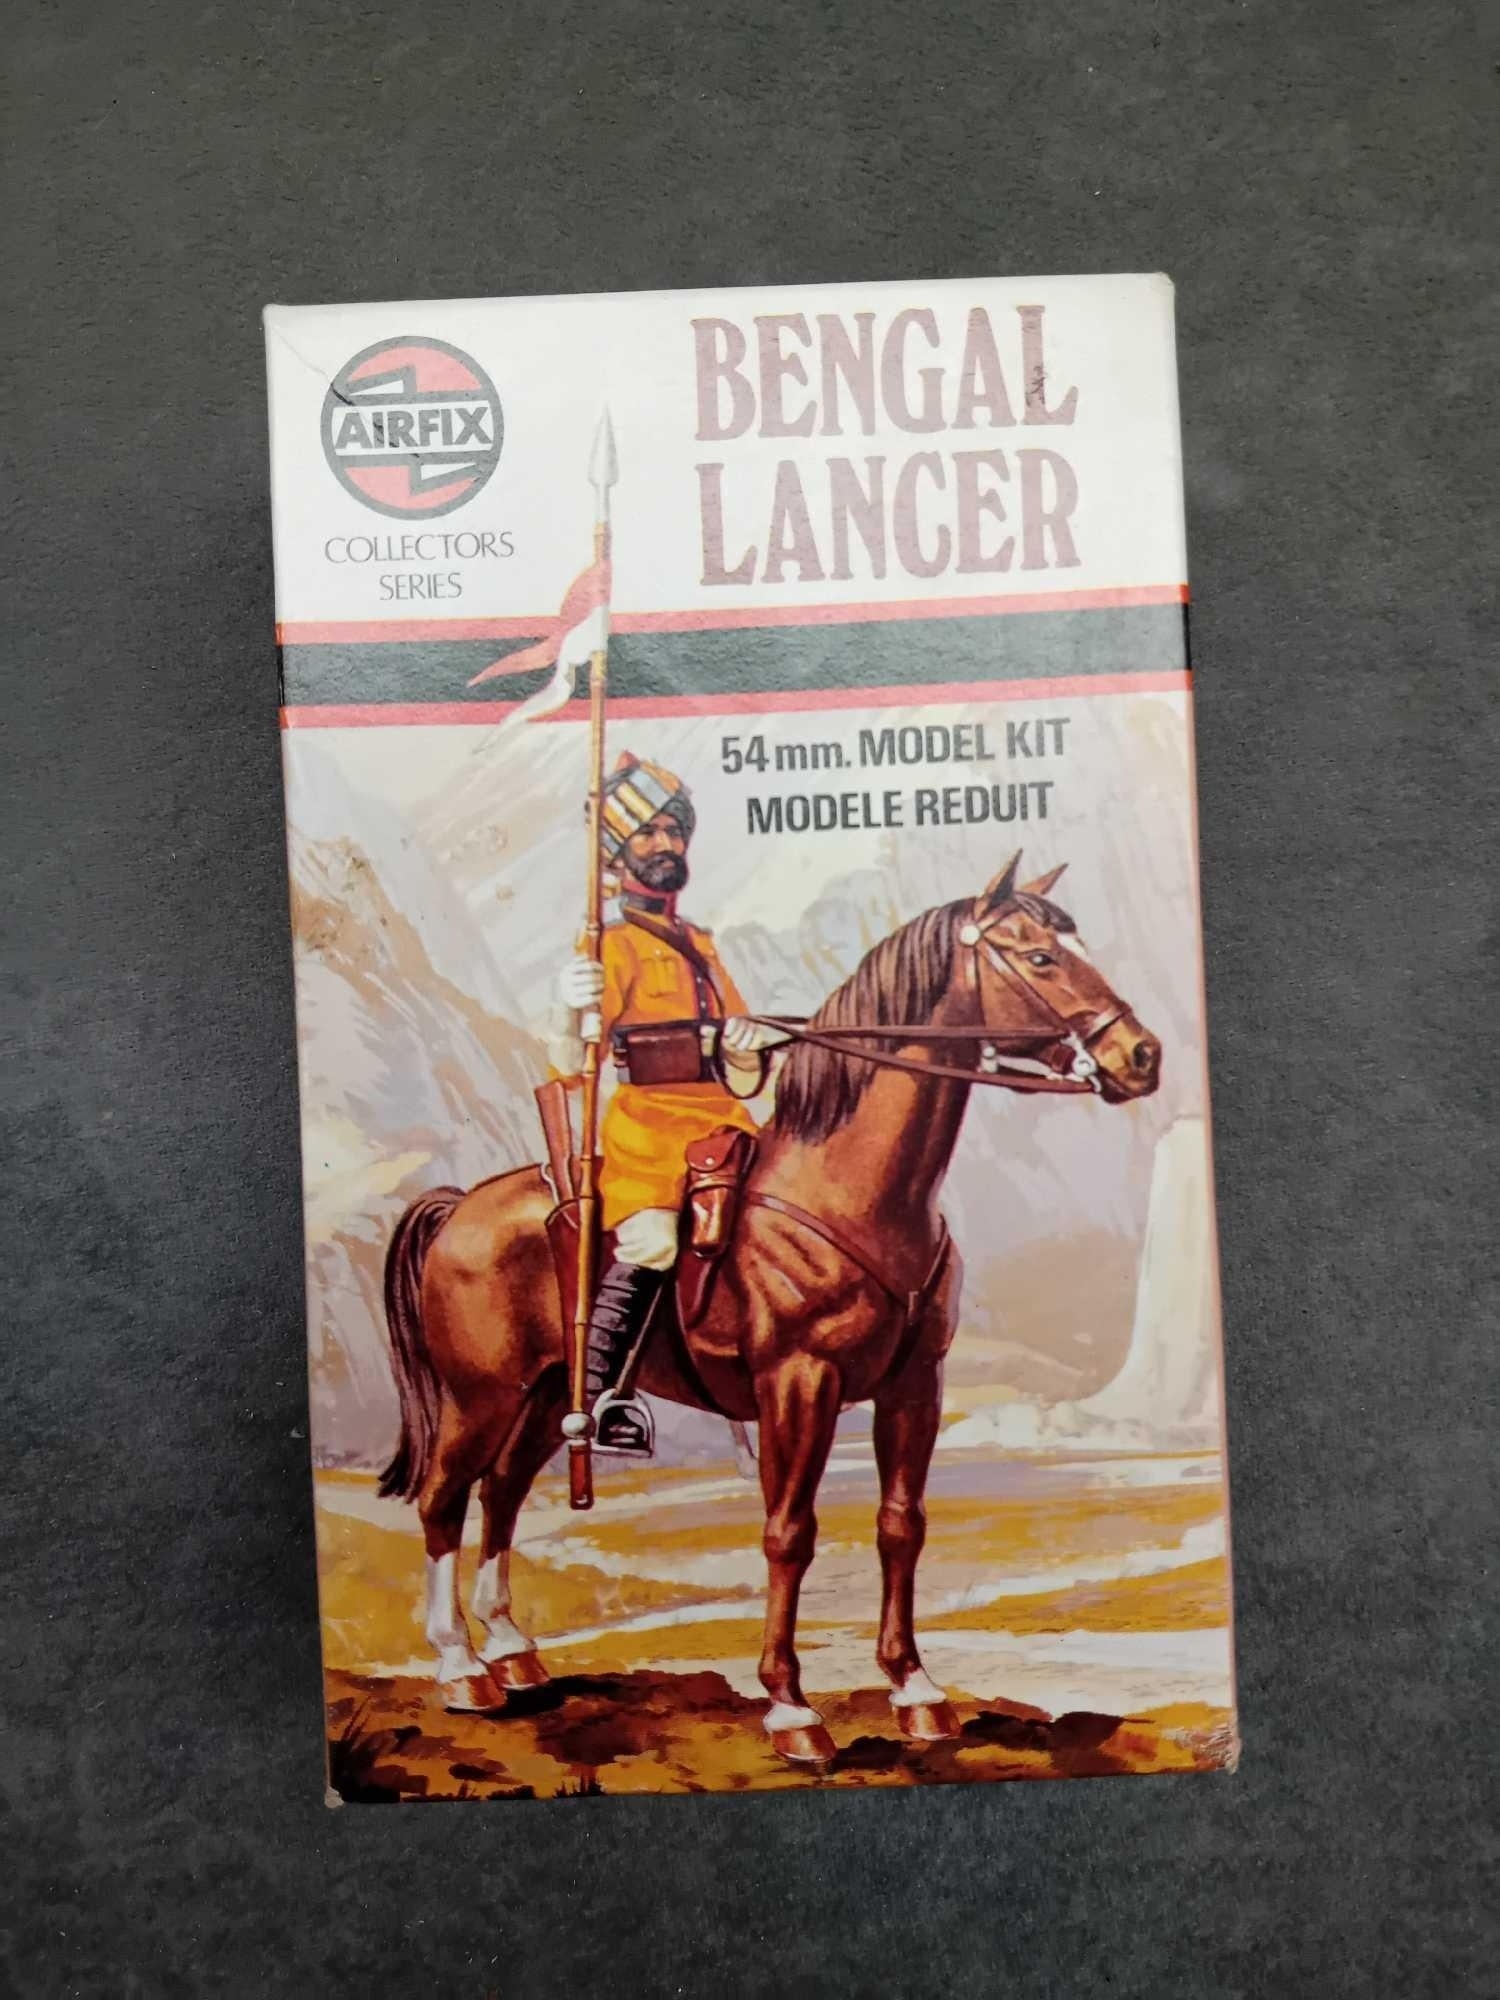 BENGAL
LANCER
AIRFIX
COLLECTORS
SERIES
54mm. MODEL KIT
MODELE REDUIT